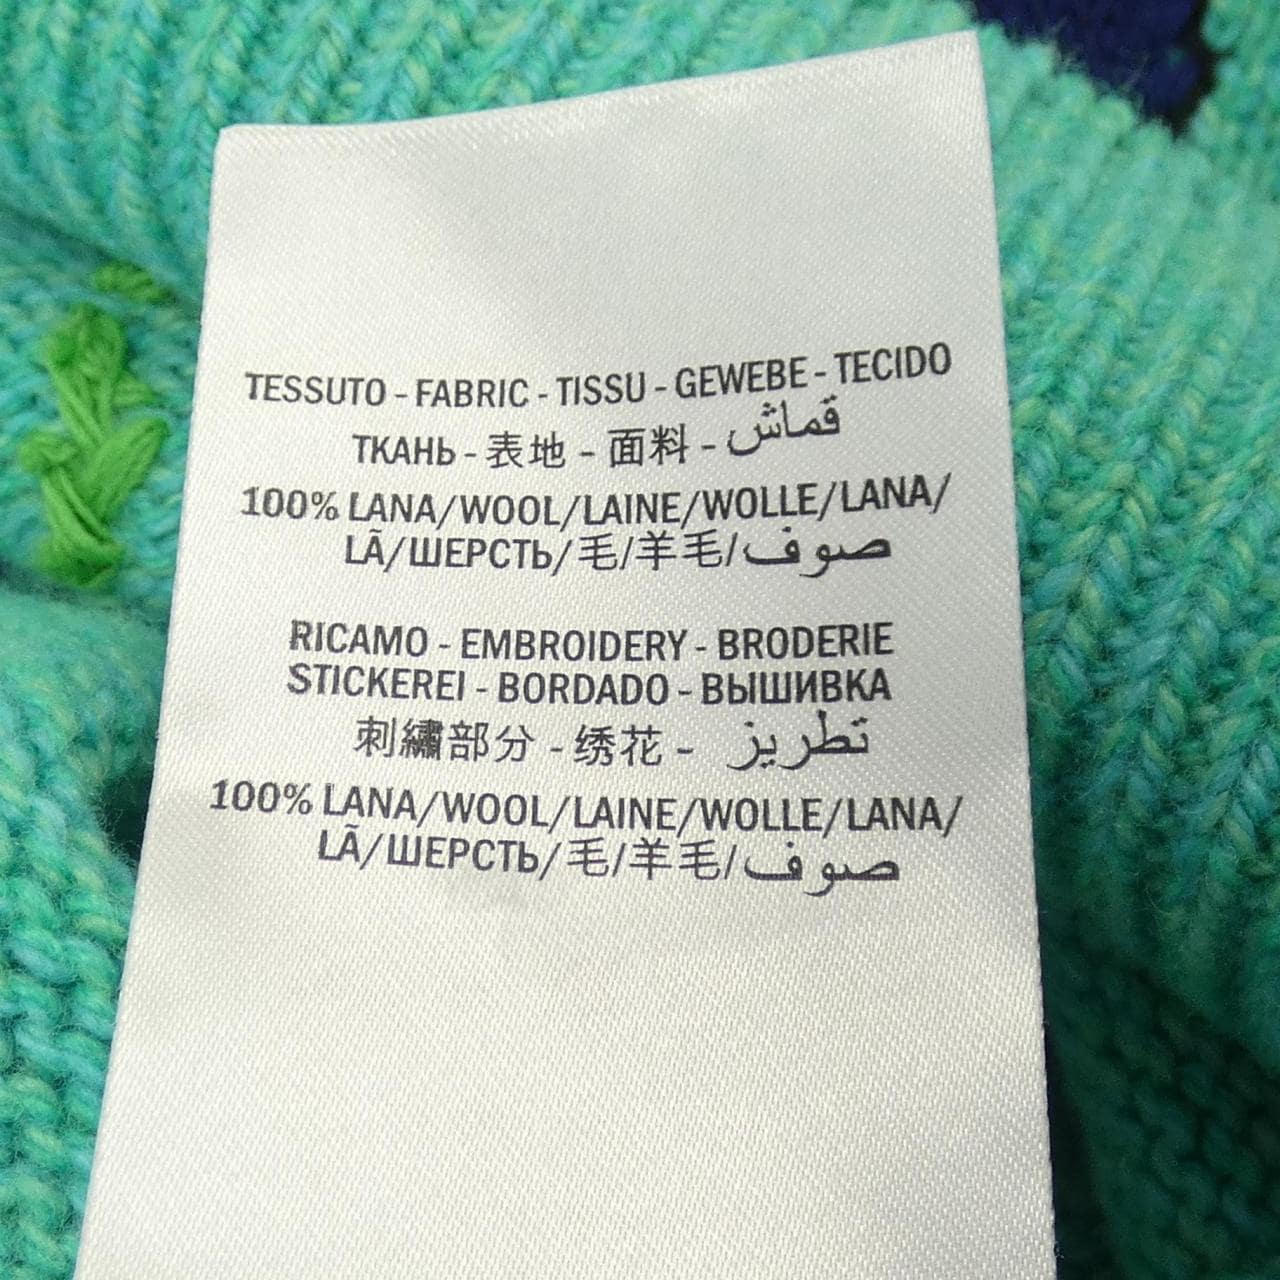 TESSUTO - FABRIC - TISSU - GEWEBE - TECIDO
ТКАНЬ - 表地 - 面料 - قماش
100% LANA/WOOL/LAINE/WOLLE/LANA/
LÃ/ШЕРСТЬ/毛/羊毛/صوف
RICAMO - EMBROIDERY - BRODERIE
STICKEREI - BORDADO - ВЫШИВКА
刺繍部分 - 绣花 - تطريز
100% LANA/WOOL/LAINE/WOLLE/LANA/
LÃ/ШЕРСТЬ/毛/羊毛/صوف